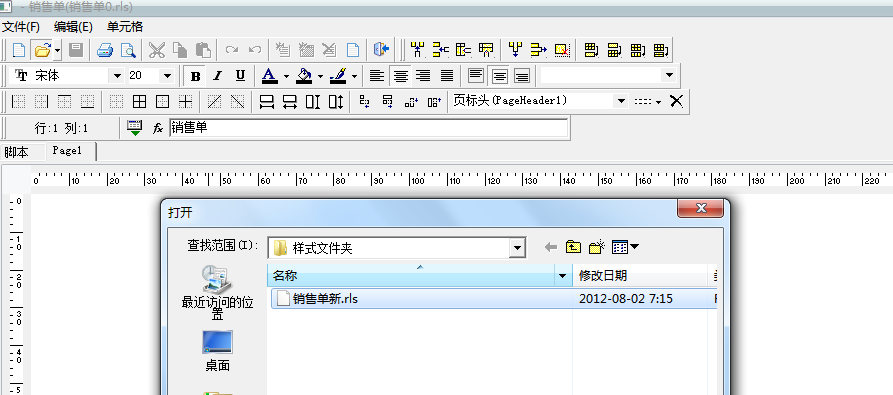 - 销售单(销售单0.rls)
文件(F) 编辑(E) 单元格
宋体 20 B I U A
页标头(PageHeader1)
行:1 列:1 fx 销售单
脚本 Page1
0 10 20 30 40 50 60 70 80 90 100 110 120 130 140 150 160 170 180 190 200 210 220
0
10
20
30
40
5
打开
查找范围(I): 样式文件夹
名称 修改日期
销售单新.rls 2012-08-02 7:15
最近访问的位
置
桌面